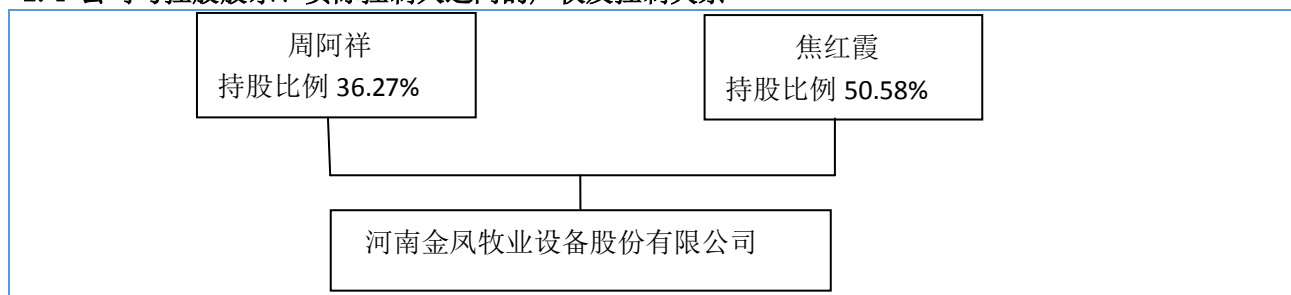 周阿祥
持股比例 36.27%
焦红霞
持股比例 50.58%
河南金凤牧业设备股份有限公司